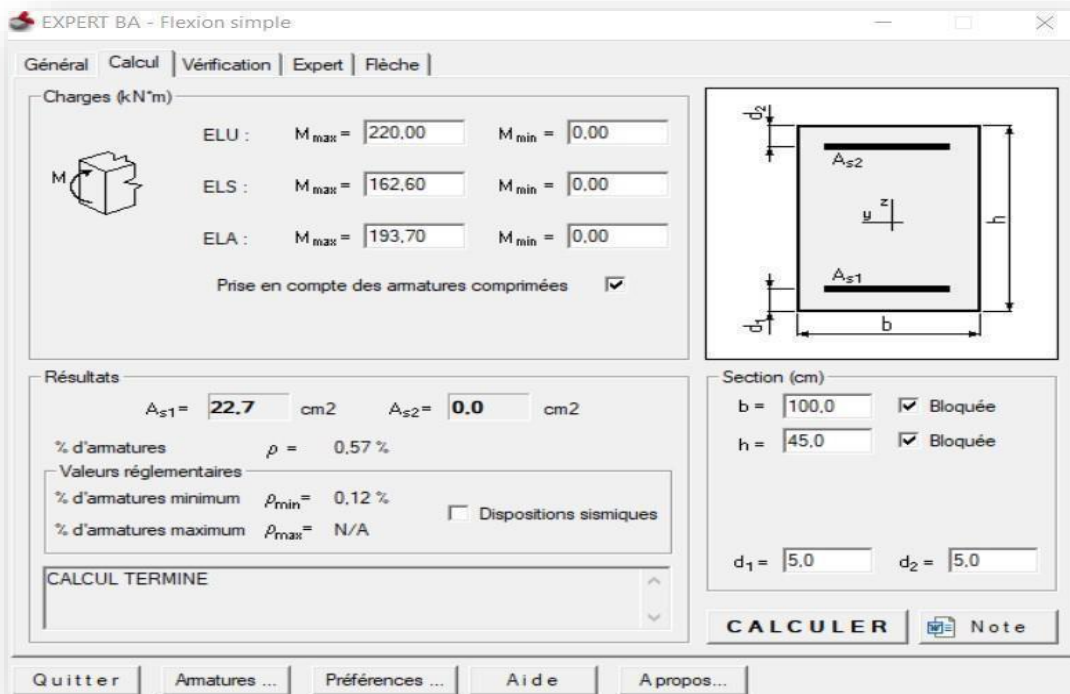 EXPERT BA - Flexion simple
Général Calcul Vérification Expert Flèche
Charges (kN*m)
M
ELU : M max = 220,00 M min = 0,00
ELS : M max = 162,60 M min = 0,00
ELA : M max = 193,70 M min = 0,00
Prise en compte des armatures comprimées
d2
As2
z
y
h
As1
d1
b
Résultats
As1= 22,7 cm2 As2= 0,0 cm2
% d'armatures ρ = 0,57 %
Valeurs réglementaires
% d'armatures minimum ρmin= 0,12 %
% d'armatures maximum ρmax= N/A
Dispositions sismiques
CALCUL TERMINE
Section (cm)
b = 100,0 Bloquée
h = 45,0 Bloquée
d1 = 5,0 d2 = 5,0
CALCULER Note
Quitter Armatures ... Préférences ... Aide A propos...